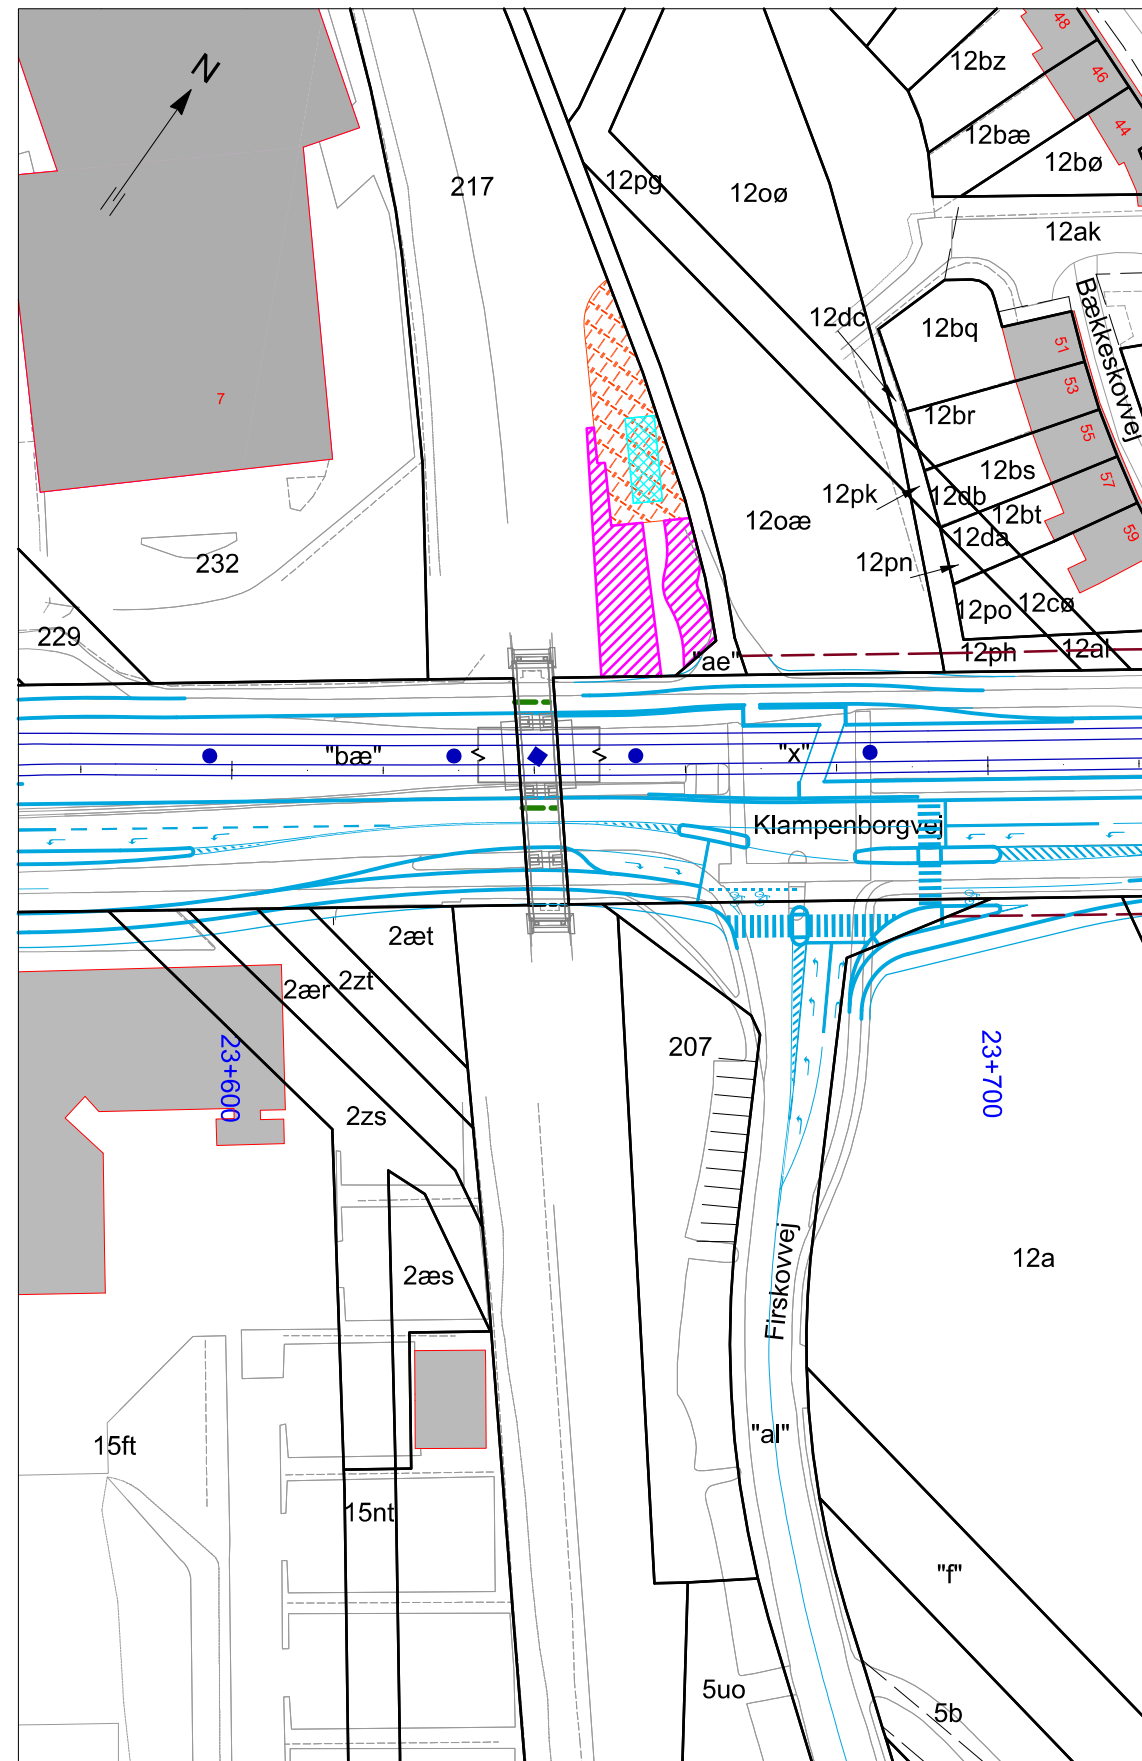 48
12bz
46
N
44
12bæ
12bø
12pg
217
12oø
12ak
Bækkeskovvej
12dc
12bq
51
53
7
12br
55
12bs
57
12pk
12db
12bt
12oæ
59
12da
12pn
232
12cø
12po
229
12ph
12al
"ae"
"bæ"
"x"
Klampenborgvej
2æt
2zt
2ær
207
23+600
23+700
2zs
Firskovvej
12a
2æs
"al"
15ft
15nt
"f"
5uo
5b